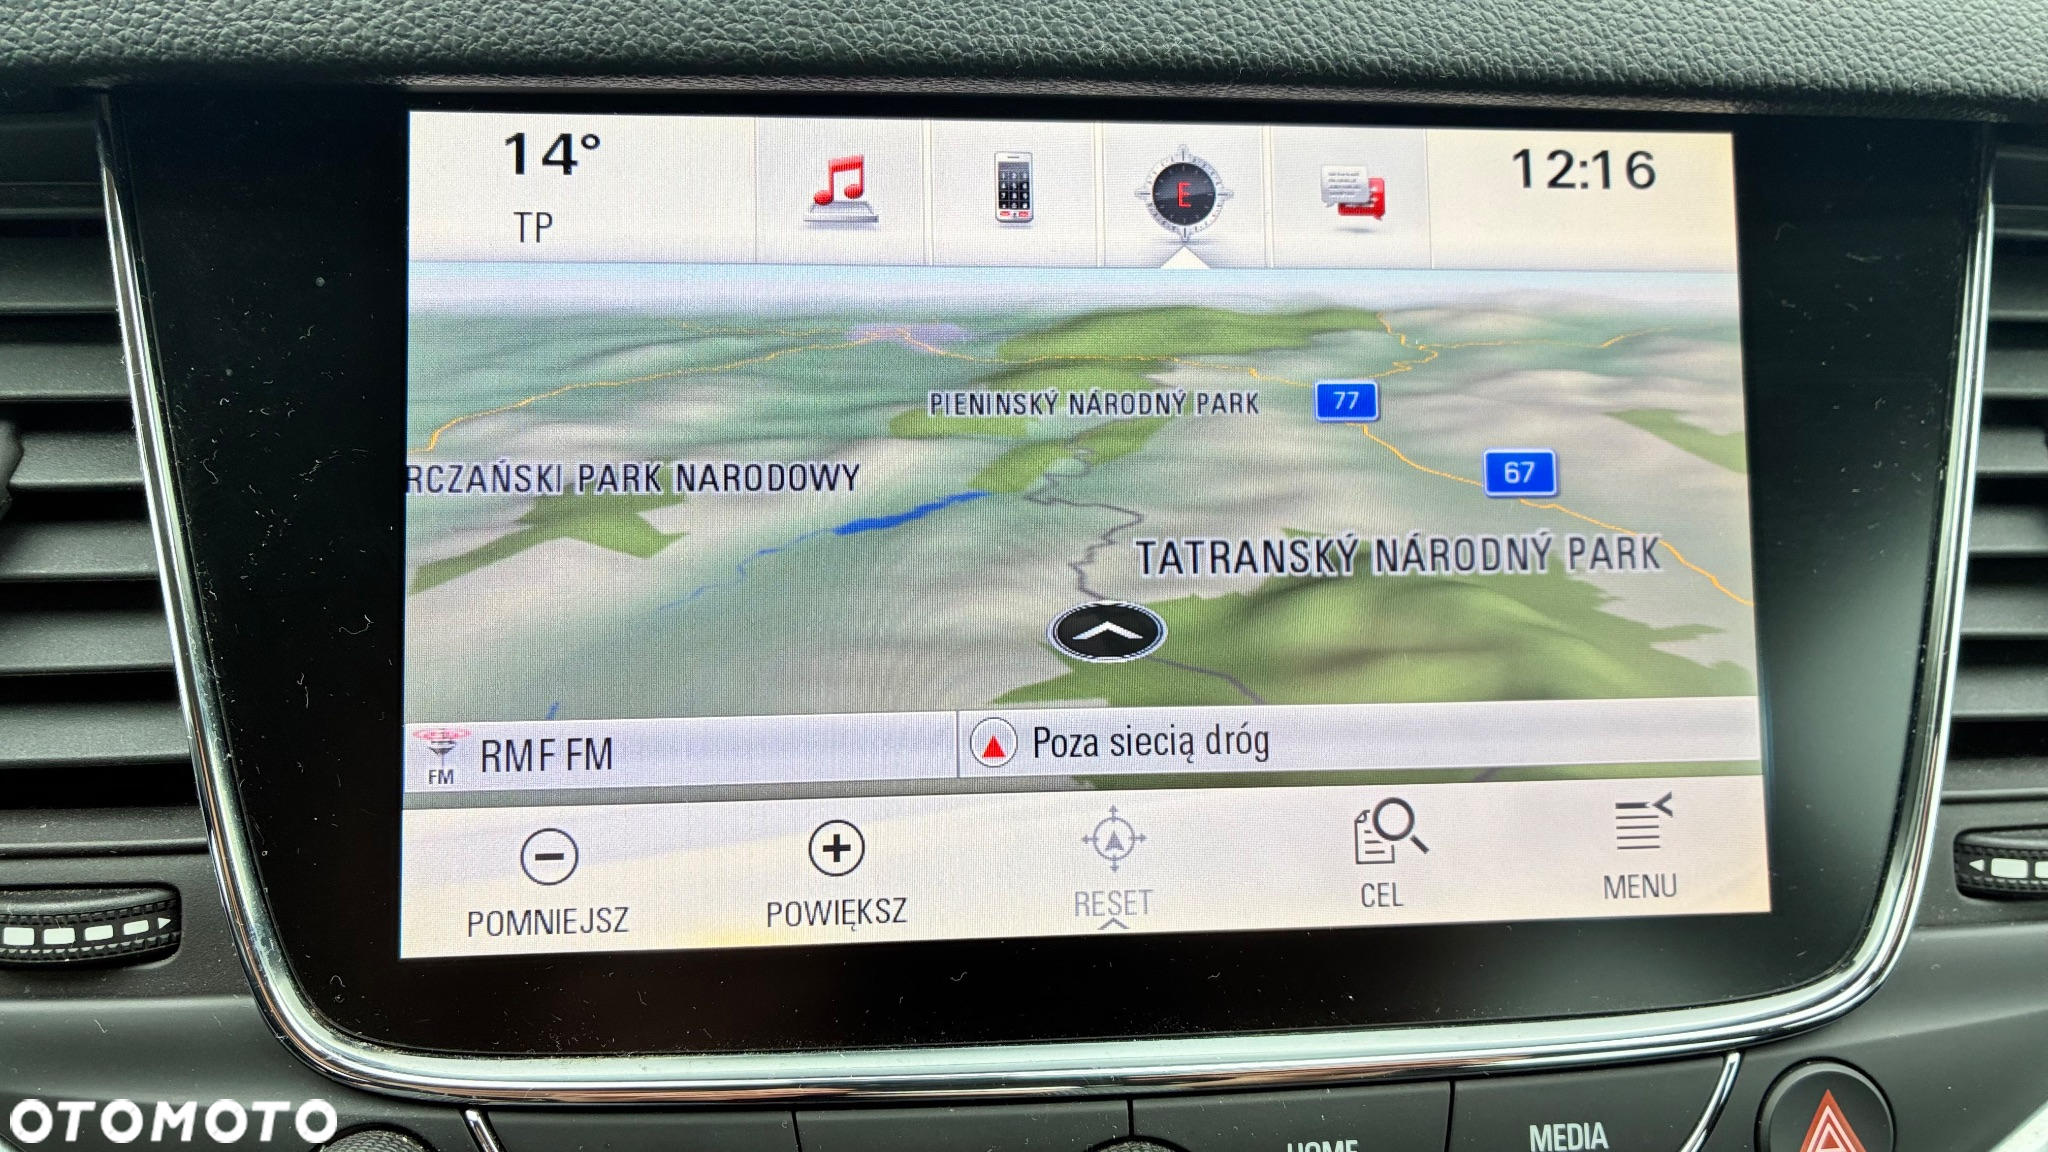 14°
TP
E
12:16
PIENINSKÝ NÁRODNÝ PARK
77
RCZAŃSKI PARK NARODOWY
67
TATRANSKÝ NÁRODNÝ PARK
FM
RMF FM
Poza siecią dróg
POMNIEJSZ
POWIĘKSZ
RESET
CEL
MENU
HOME
MEDIA
OTOMOTO